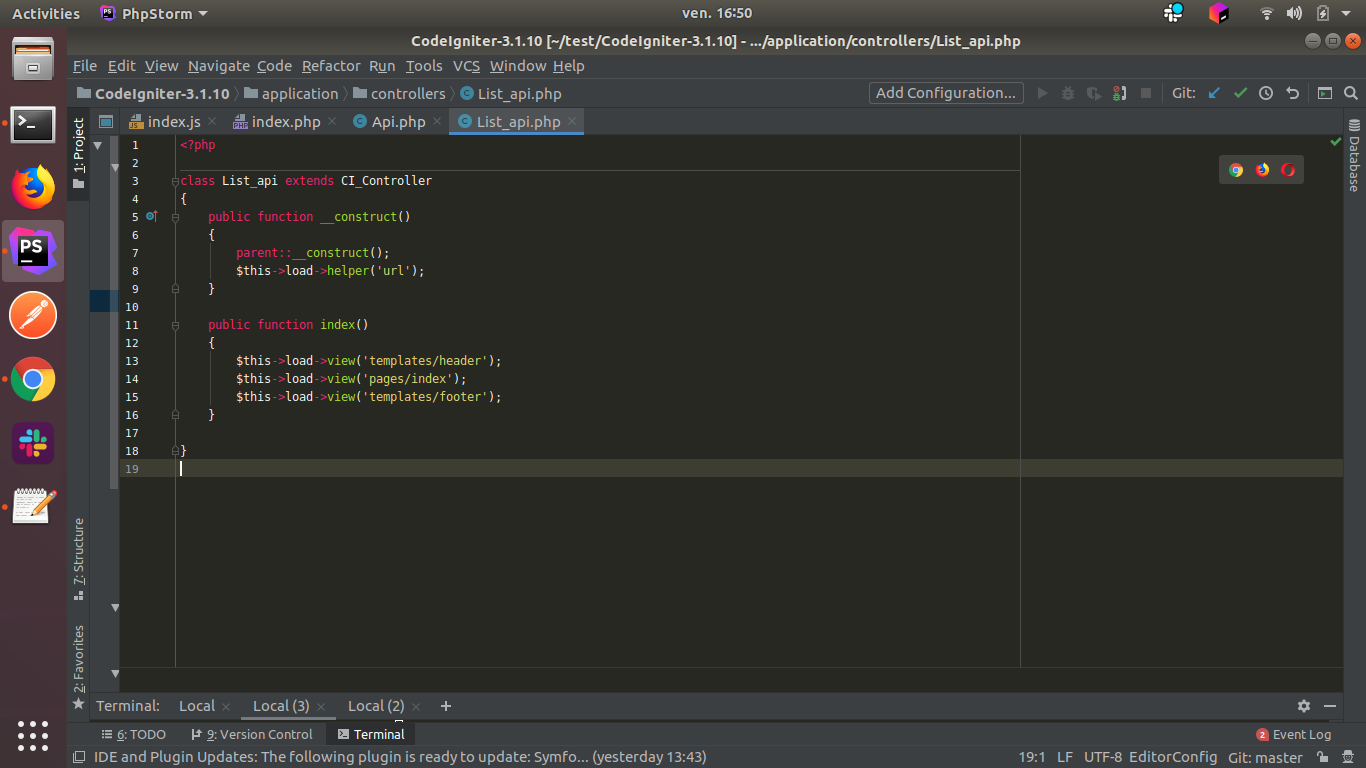 Activities PhpStorm ven. 16:50
CodeIgniter-3.1.10 [~/test/CodeIgniter-3.1.10] - .../application/controllers/List_api.php
File Edit View Navigate Code Refactor Run Tools VCS Window Help
CodeIgniter-3.1.10 application controllers List_api.php Add Configuration... Git:
1: Project
index.js index.php Api.php List_api.php
Database
1 <?php
2
3 class List_api extends CI_Controller
4 {
5     public function __construct()
6     {
7         parent::__construct();
8         $this->load->helper('url');
9     }
10
11     public function index()
12     {
13         $this->load->view('templates/header');
14         $this->load->view('pages/index');
15         $this->load->view('templates/footer');
16     }
17
18 }
19
PS
7: Structure
2: Favorites
Terminal: Local Local (3) Local (2)
6: TODO 9: Version Control Terminal 2 Event Log
IDE and Plugin Updates: The following plugin is ready to update: Symfo... (yesterday 13:43) 19:1 LF UTF-8 EditorConfig Git: master